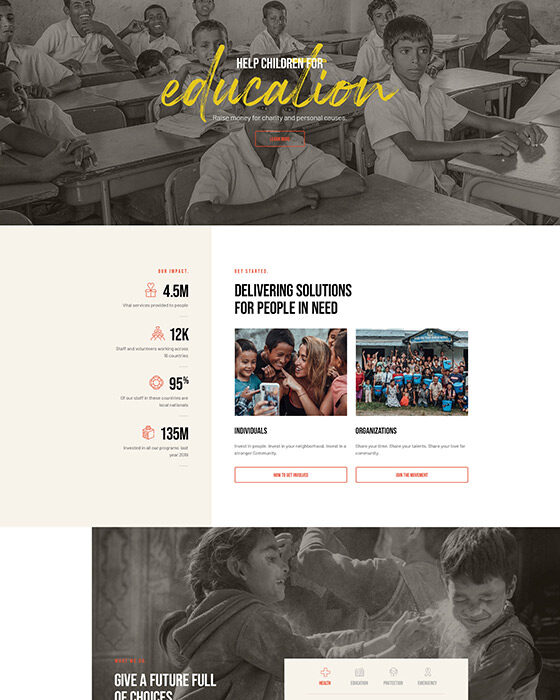 HELP CHILDREN FOR
education
Raise money for charity and personal causes.
LEARN MORE
OUR IMPACT.
4.5M
Vital services provided to people
12K
Staff and volunteers working across
16 countries
95%
Of our staff in these countries are
local nationals
135M
Invested in all our programs last
year 2019
GET STARTED.
DELIVERING SOLUTIONS
FOR PEOPLE IN NEED
INDIVIDUALS
Invest in people. Invest in your neighborhood. Invest in a
stronger Community.
HOW TO GET INVOLVED
ORGANIZATIONS
Share your time. Share your talents. Share your love for
community.
JOIN THE MOVEMENT
WHAT WE DO.
GIVE A FUTURE FULL
OF CHOICES
HEALTH
EDUCATION
PROTECTION
EMERGENCY